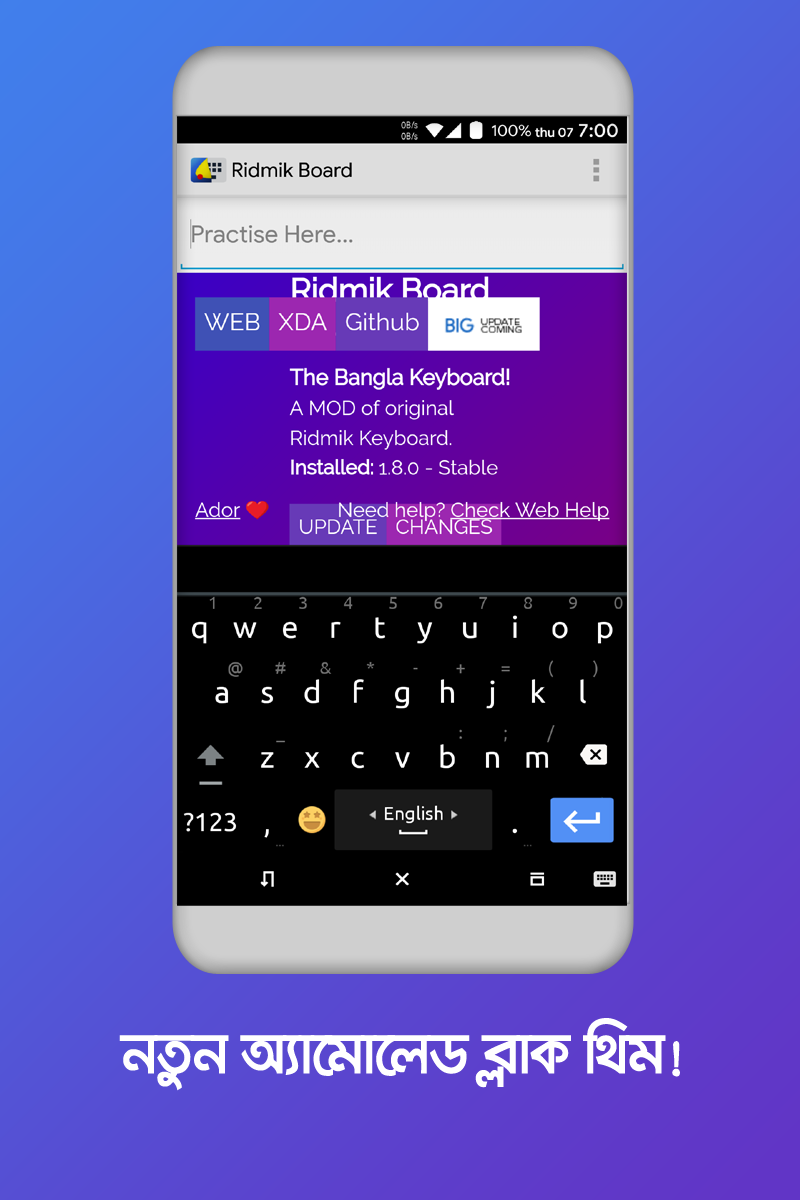 0B/s
0B/s
100% thu 07 7:00
Ridmik Board
Practise Here...
Ridmik Board
WEB XDA Github BIG UPDATE COMING
The Bangla Keyboard!
A MOD of original
Ridmik Keyboard.
Installed: 1.8.0 - Stable
Ador ❤️ Need help? Check Web Help
UPDATE CHANGES
1 2 3 4 5 6 7 8 9 0
q w e r t y u i o p
@ # & * - + = ( )
a s d f g h j k l
_ : ; /
z x c v b n m
?123 , ... English . ...
নতুন অ্যামোলেড ব্লাক থিম!